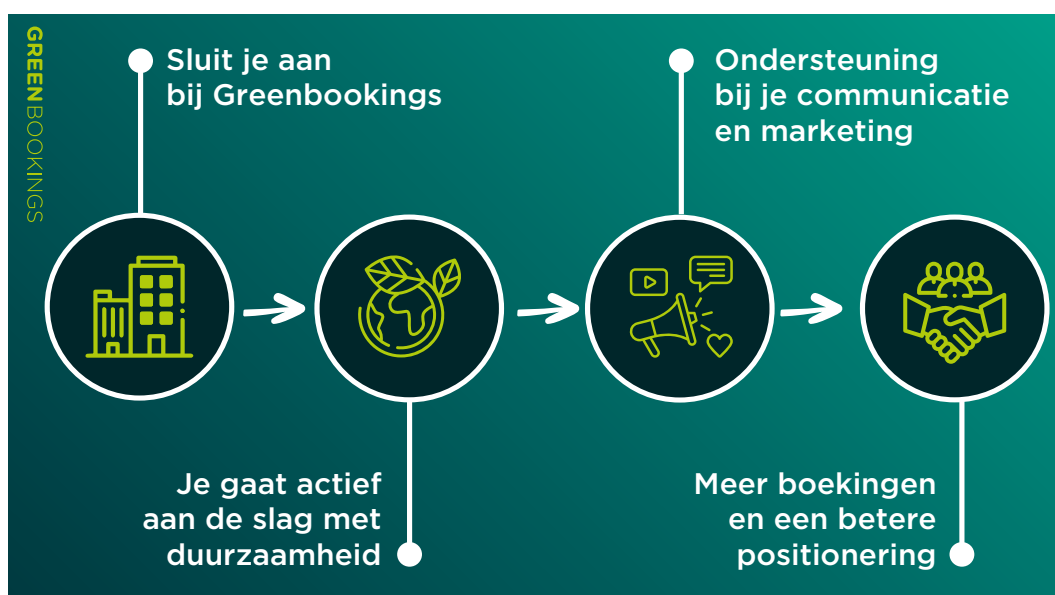 GREENBOOKINGS
Sluit je aan
bij Greenbookings
Je gaat actief
aan de slag met
duurzaamheid
Ondersteuning
bij je communicatie
en marketing
Meer boekingen
en een betere
positionering